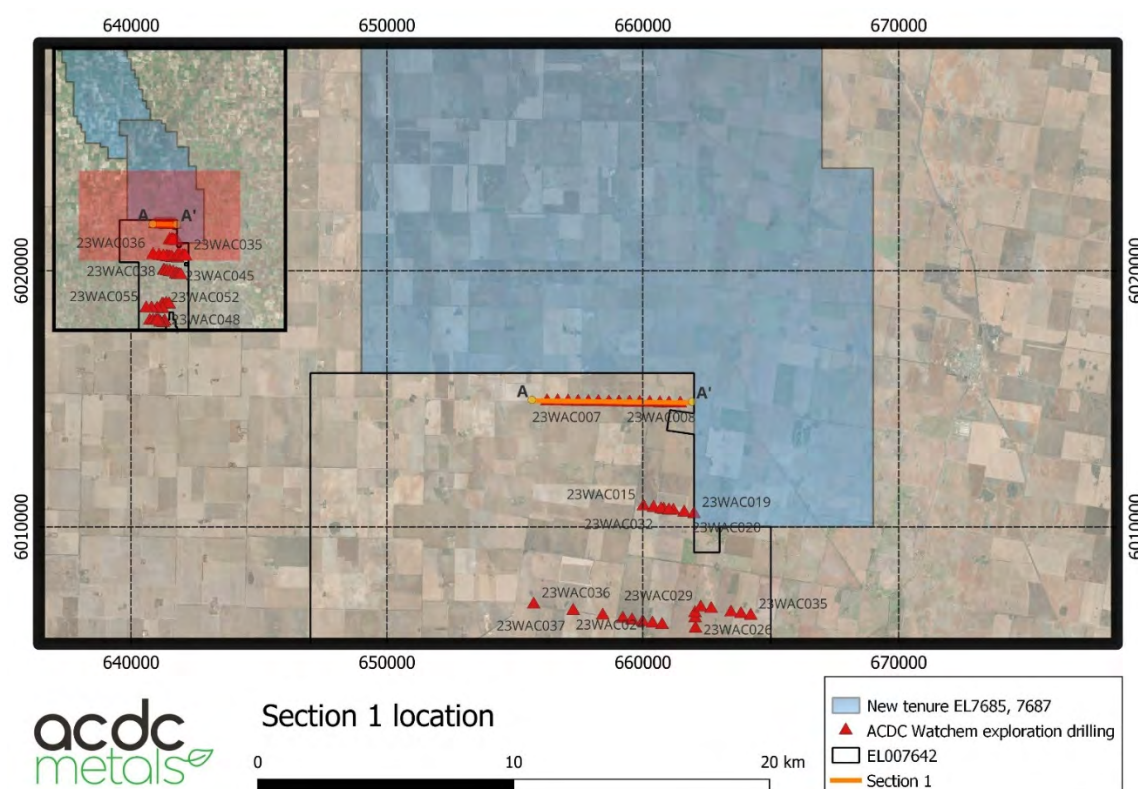 640000 650000 660000 670000
A A'
23WAC036 23WAC035
23WAC038 23WAC045
23WAC055 23WAC052
23WAC048
6020000 6020000
A A'
23WAC007 23WAC008
23WAC015 23WAC019
23WAC032 23WAC020
6010000 6010000
23WAC036 23WAC029 23WAC035
23WAC037 23WAC024 23WAC026
640000 650000 660000 670000
acdc
metals
Section 1 location
0 10 20 km
New tenure EL7685, 7687
ACDC Watchem exploration drilling
EL007642
Section 1